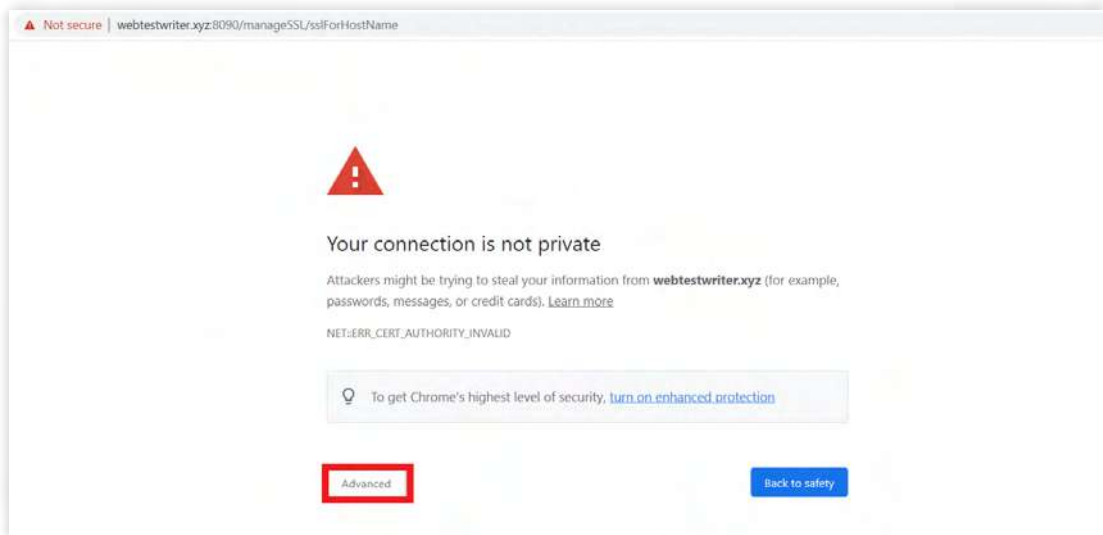 Not secure | webtestwriter.xyz:8090/manageSSL/sslForHostName
Your connection is not private
Attackers might be trying to steal your information from webtestwriter.xyz (for example,
passwords, messages, or credit cards). Learn more
NET::ERR_CERT_AUTHORITY_INVALID
To get Chrome's highest level of security, turn on enhanced protection
Advanced
Back to safety